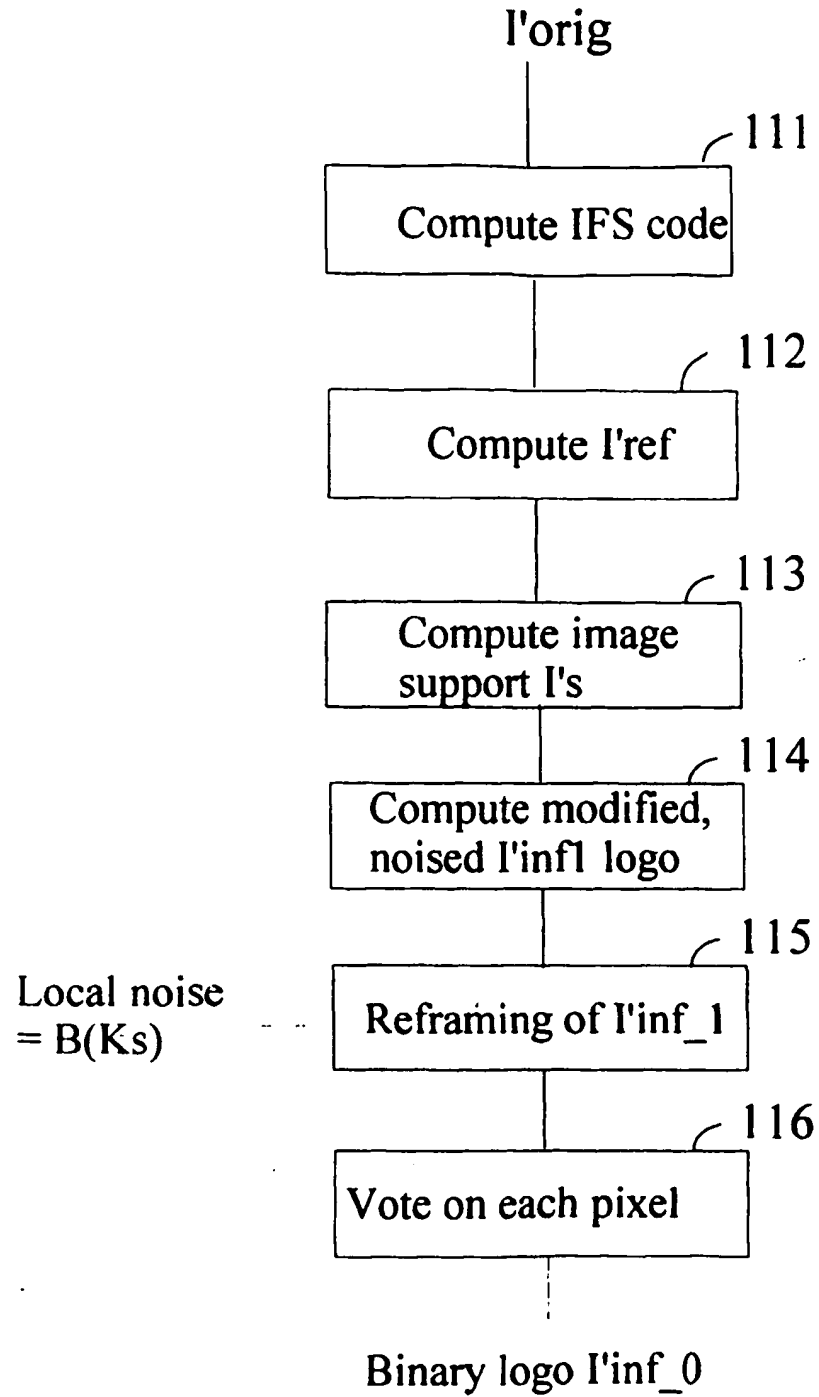 I'orig
111
Compute IFS code
112
Compute I'ref
113
Compute image
support I's
114
Compute modified,
noised I'inf1 logo
115
Local noise
= B(Ks)
Reframing of I'inf_1
116
Vote on each pixel
Binary logo I'inf_0